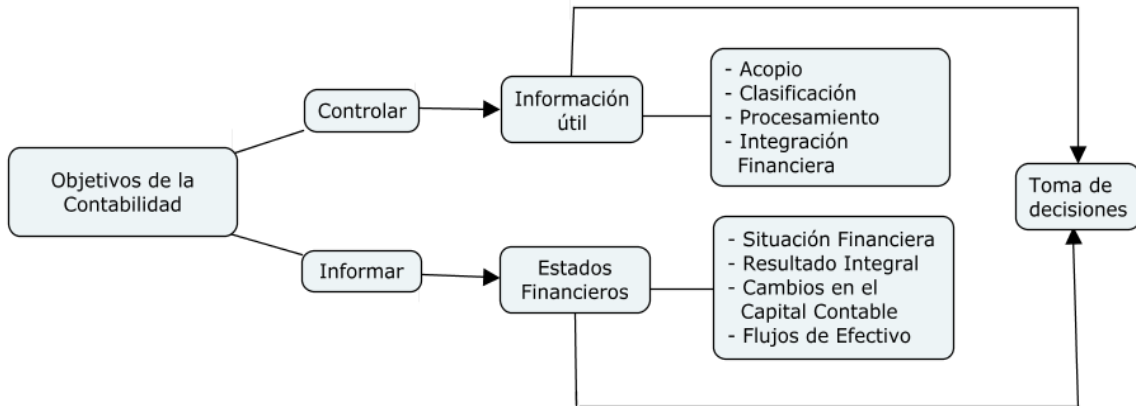 Objetivos de la
Contabilidad
Controlar
Información
útil
- Acopio
- Clasificación
- Procesamiento
- Integración
Financiera
Informar
Estados
Financieros
- Situación Financiera
- Resultado Integral
- Cambios en el
Capital Contable
- Flujos de Efectivo
Toma de
decisiones